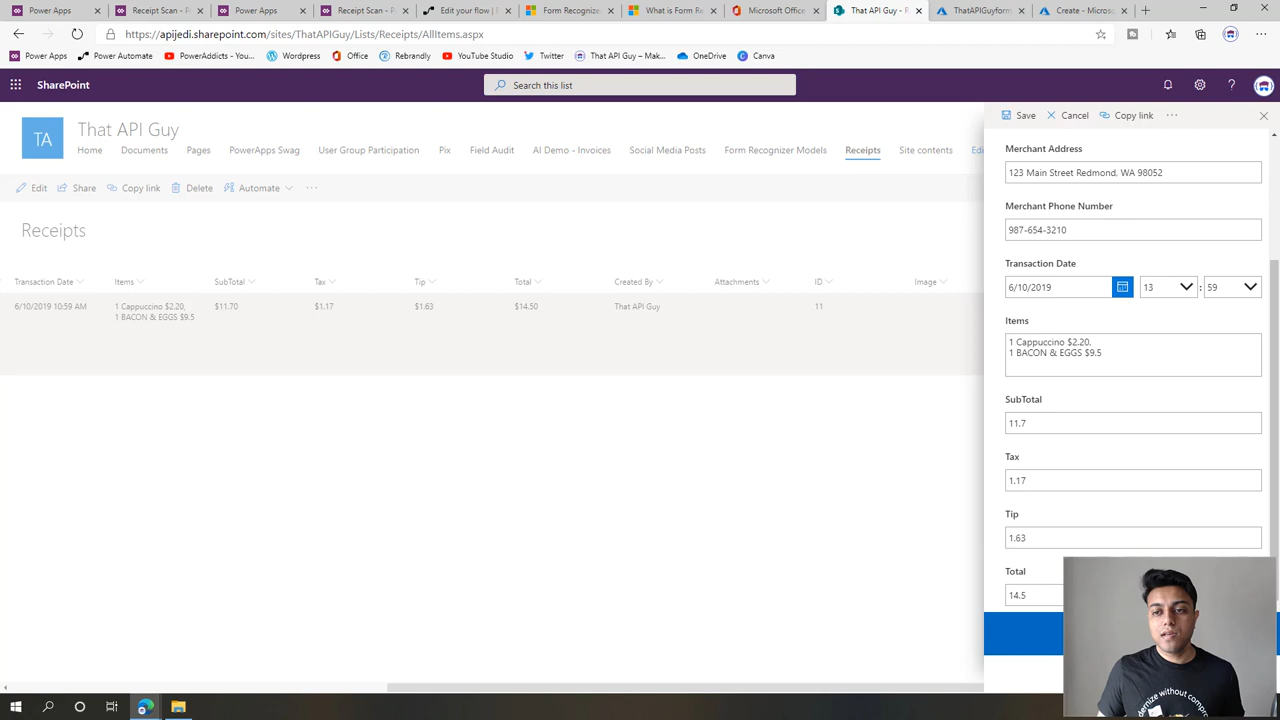 Power Apps
Receipt Scan - P
Power Apps
Receipt Scan - P
Edit your flow | P
Form Recognize
What is Form Re
Microsoft Office
That API Guy - R
ThatAPIGuyform
Create - Microso
https://apijedi.sharepoint.com/sites/ThatAPIGuy/Lists/Receipts/AllItems.aspx
Power Apps
Power Automate
PowerAddicts - You...
Wordpress
Office
Rebrandly
YouTube Studio
Twitter
That API Guy – Mak...
OneDrive
Canva
SharePoint
Search this list
Save
Cancel
Copy link
TA
That API Guy
Home
Documents
Pages
PowerApps Swag
User Group Participation
Pix
Field Audit
AI Demo - Invoices
Social Media Posts
Form Recognizer Models
Receipts
Site contents
Edi
Edit
Share
Copy link
Delete
Automate
Receipts
Transaction Date
Items
SubTotal
Tax
Tip
Total
Created By
Attachments
ID
Image
6/10/2019 10:59 AM
1 Cappuccino $2.20,
1 BACON & EGGS $9.5
$11.70
$1.17
$1.63
$14.50
That API Guy
11
Merchant Address
123 Main Street Redmond, WA 98052
Merchant Phone Number
987-654-3210
Transaction Date
6/10/2019
13
:
59
Items
1 Cappuccino $2.20,
1 BACON & EGGS $9.5
SubTotal
11.7
Tax
1.17
Tip
1.63
Total
14.5
dernize without compro